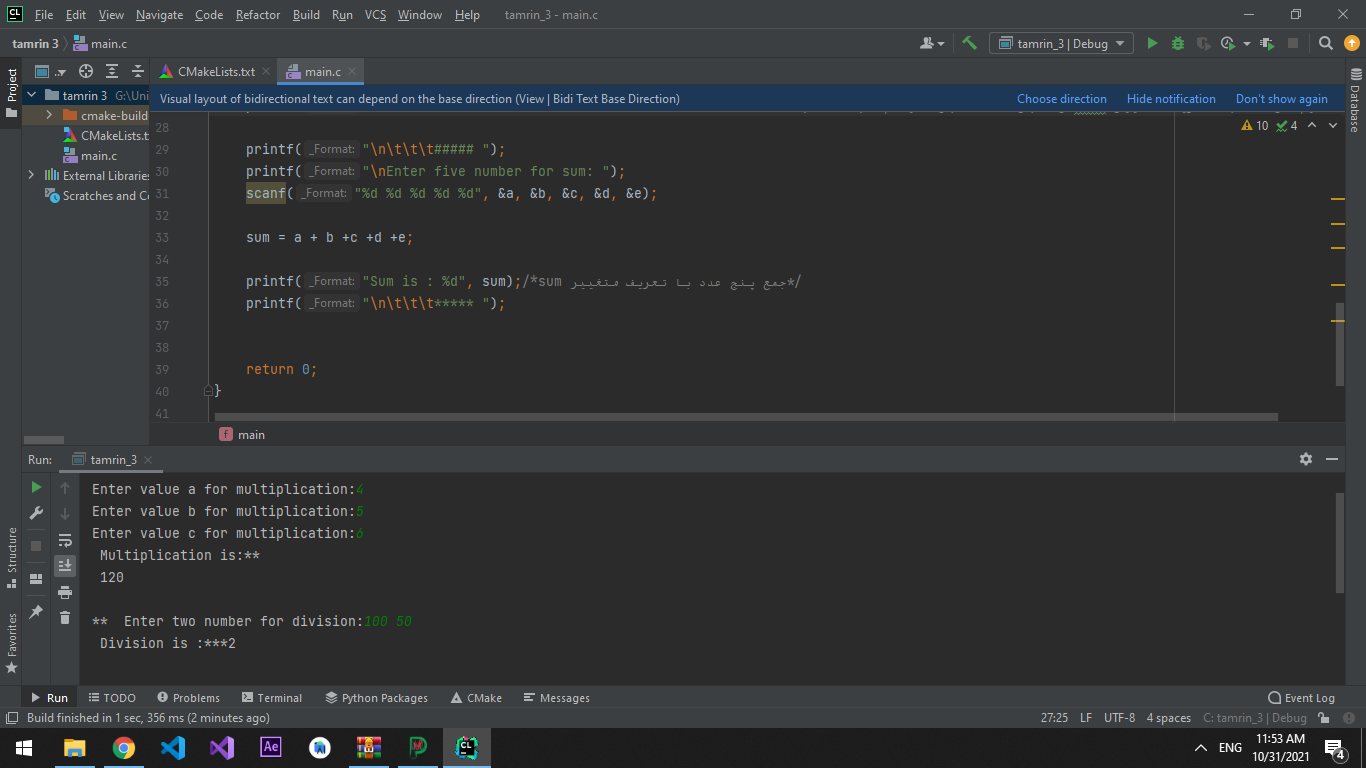 File Edit View Navigate Code Refactor Build Run VCS Window Help tamrin_3 - main.c
tamrin 3 main.c tamrin_3 | Debug
Project
CMakeLists.txt main.c
tamrin 3 G:\Uni
Visual layout of bidirectional text can depend on the base direction (View | Bidi Text Base Direction) Choose direction Hide notification Don't show again
cmake-build
CMakeLists.t
main.c
External Libraries
Scratches and Co
Database
10 4
28
29 printf(_Format: "\n\t\t\t##### ");
30 printf(_Format: "\nEnter five number for sum: ");
31 scanf(_Format: "%d %d %d %d %d", &a, &b, &c, &d, &e);
32
33 sum = a + b +c +d +e;
34
35 printf(_Format: "Sum is : %d", sum);/*sum جمع پنج عدد با تعریف متغییر*/
36 printf(_Format: "\n\t\t\t***** ");
37
38
39 return 0;
40 }
41
f main
Run: tamrin_3
Enter value a for multiplication:4
Enter value b for multiplication:5
Enter value c for multiplication:6
Multiplication is:**
120
** Enter two number for division:100 50
Division is :***2
Structure
Favorites
Run TODO Problems Terminal Python Packages CMake Messages Event Log
Build finished in 1 sec, 356 ms (2 minutes ago) 27:25 LF UTF-8 4 spaces C: tamrin_3 | Debug
Ae CL ENG 11:53 AM
10/31/2021 4